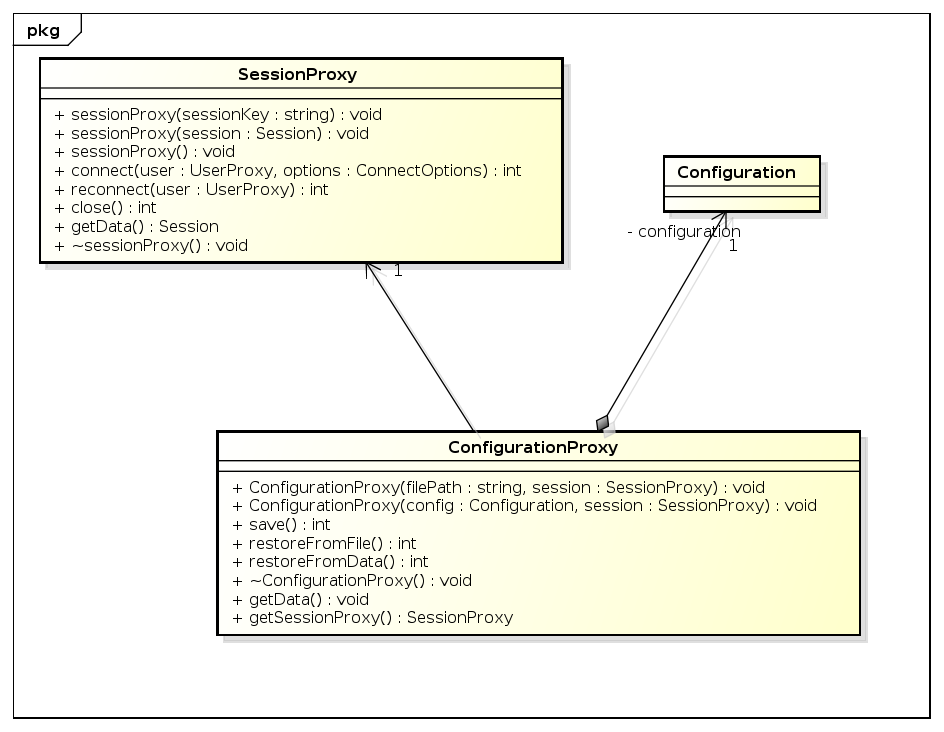 pkg
SessionProxy
+ sessionProxy(sessionKey : string) : void
+ sessionProxy(session : Session) : void
+ sessionProxy() : void
+ connect(user : UserProxy, options : ConnectOptions) : int
+ reconnect(user : UserProxy) : int
+ close() : int
+ getData() : Session
+ ~sessionProxy() : void
Configuration
- configuration
1
1
ConfigurationProxy
+ ConfigurationProxy(filePath : string, session : SessionProxy) : void
+ ConfigurationProxy(config : Configuration, session : SessionProxy) : void
+ save() : int
+ restoreFromFile() : int
+ restoreFromData() : int
+ ~ConfigurationProxy() : void
+ getData() : void
+ getSessionProxy() : SessionProxy